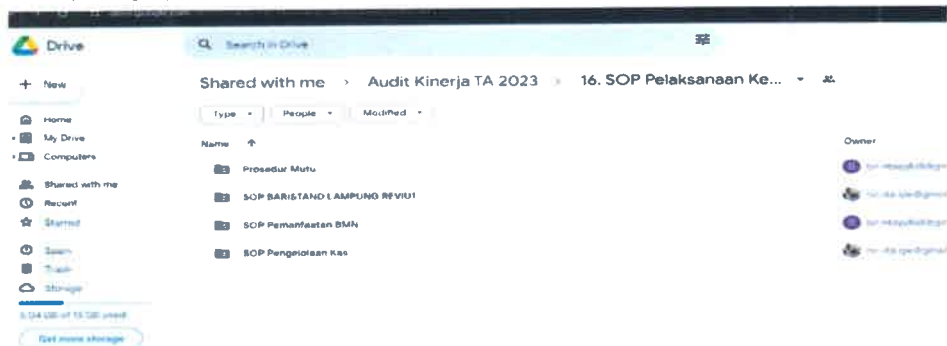 Drive
Search in Drive
New
Shared with me > Audit Kinerja TA 2023 > 16. SOP Pelaksanaan Ke...
Type People Modified
Home
My Drive
Computers
Shared with me
Recent
Starred
Spam
Trash
Storage
Get more storage
Name
Owner
Prosedur Mutu
SOP BARISTAND LAMPUNG REVIU1
SOP Pemanfaatan BMN
SOP Pengelolaan Kas